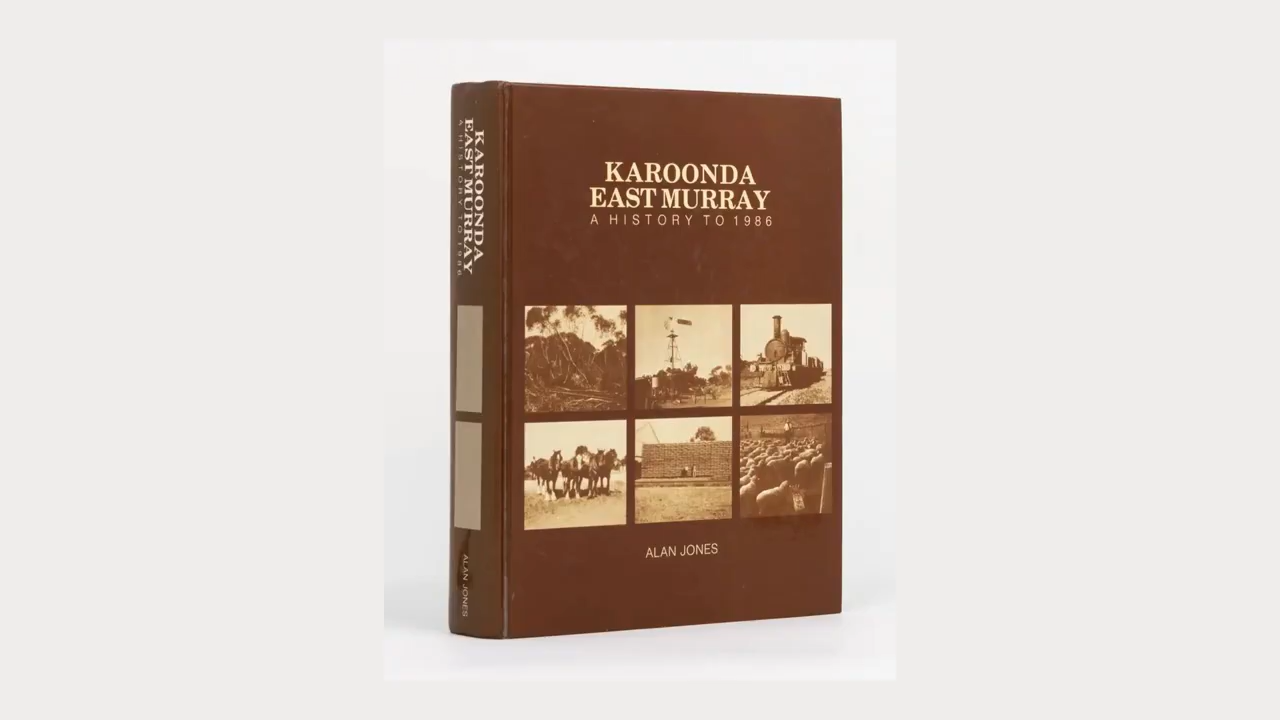 KAROONDA
EAST MURRAY
A HISTORY TO 1986
ALAN JONES
KAROONDA
EAST MURRAY
A HISTORY TO 1986
ALAN JONES